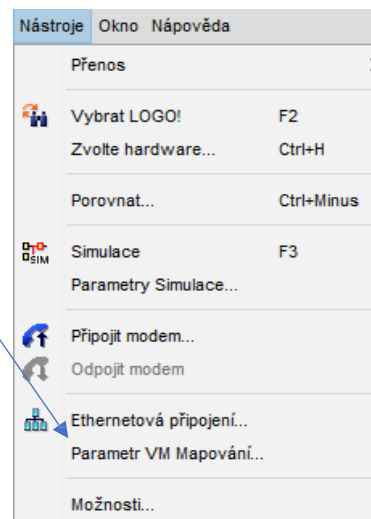 Nástroje Okno Nápověda
Přenos
Vybrat LOGO! F2
Zvolte hardware... Ctrl+H
Porovnat... Ctrl+Minus
SIM
Simulace F3
Parametry Simulace...
Připojit modem...
Odpojit modem
Ethernetová připojení...
Parametr VM Mapování...
Možnosti...